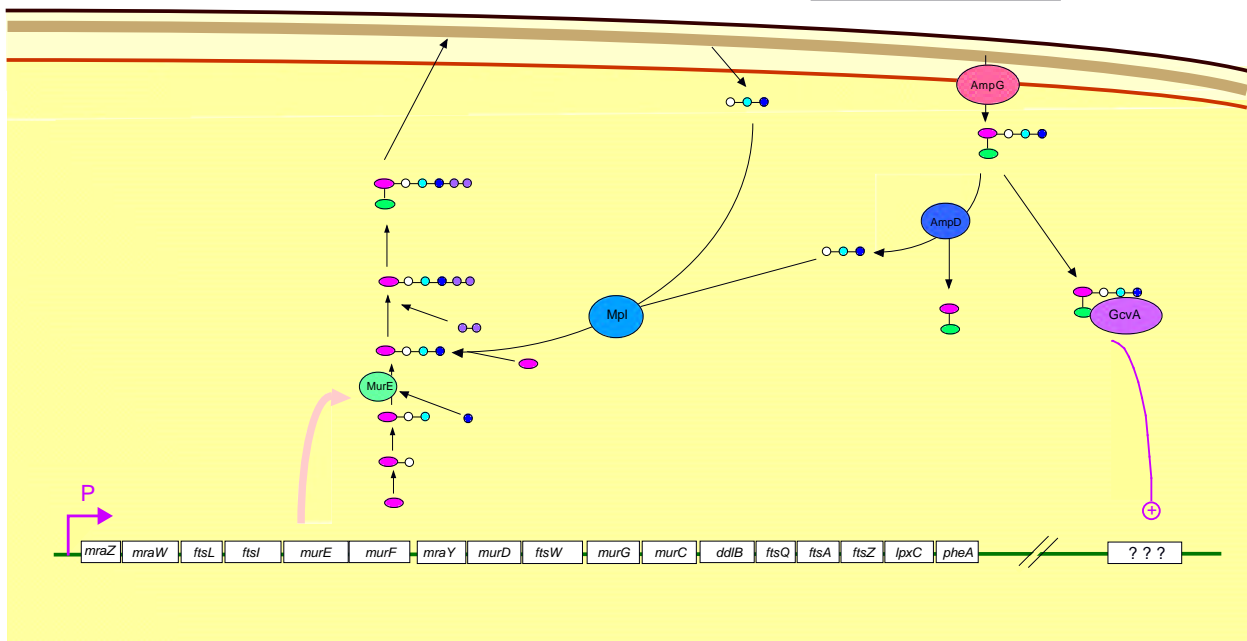 AmpG
AmpD
GcvA
Mpl
MurE
P
+
mraZ mraW ftsL ftsI murE murF mraY murD ftsW murG murC ddlB ftsQ ftsA ftsZ lpxC pheA ? ? ?